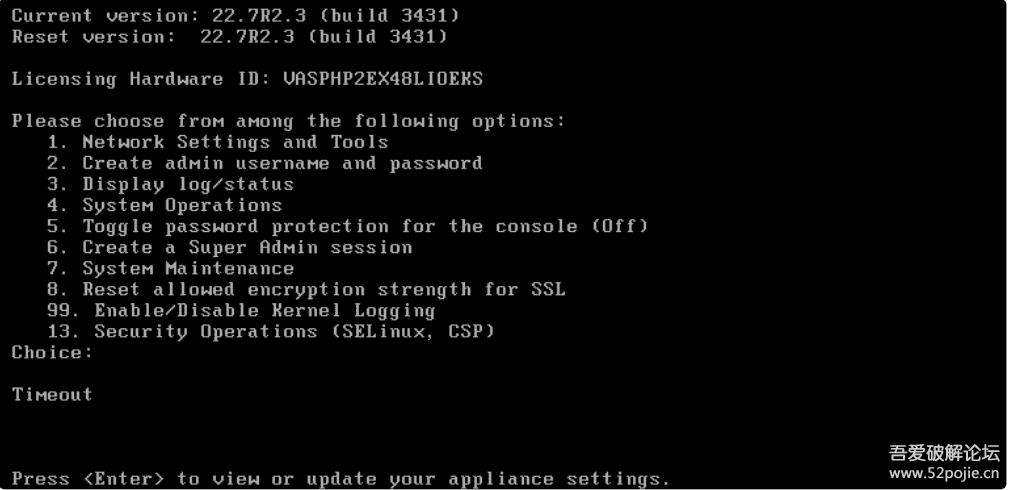 Current version: 22.7R2.3 (build 3431)
Reset version:  22.7R2.3 (build 3431)
Licensing Hardware ID: VASPHP2EX48LIOEKS
Please choose from among the following options:
1. Network Settings and Tools
2. Create admin username and password
3. Display log/status
4. System Operations
5. Toggle password protection for the console (Off)
6. Create a Super Admin session
7. System Maintenance
8. Reset allowed encryption strength for SSL
99. Enable/Disable Kernel Logging
13. Security Operations (SELinux, CSP)
Choice:
Timeout
Press <Enter> to view or update your appliance settings.
吾爱破解论坛
www.52pojie.cn